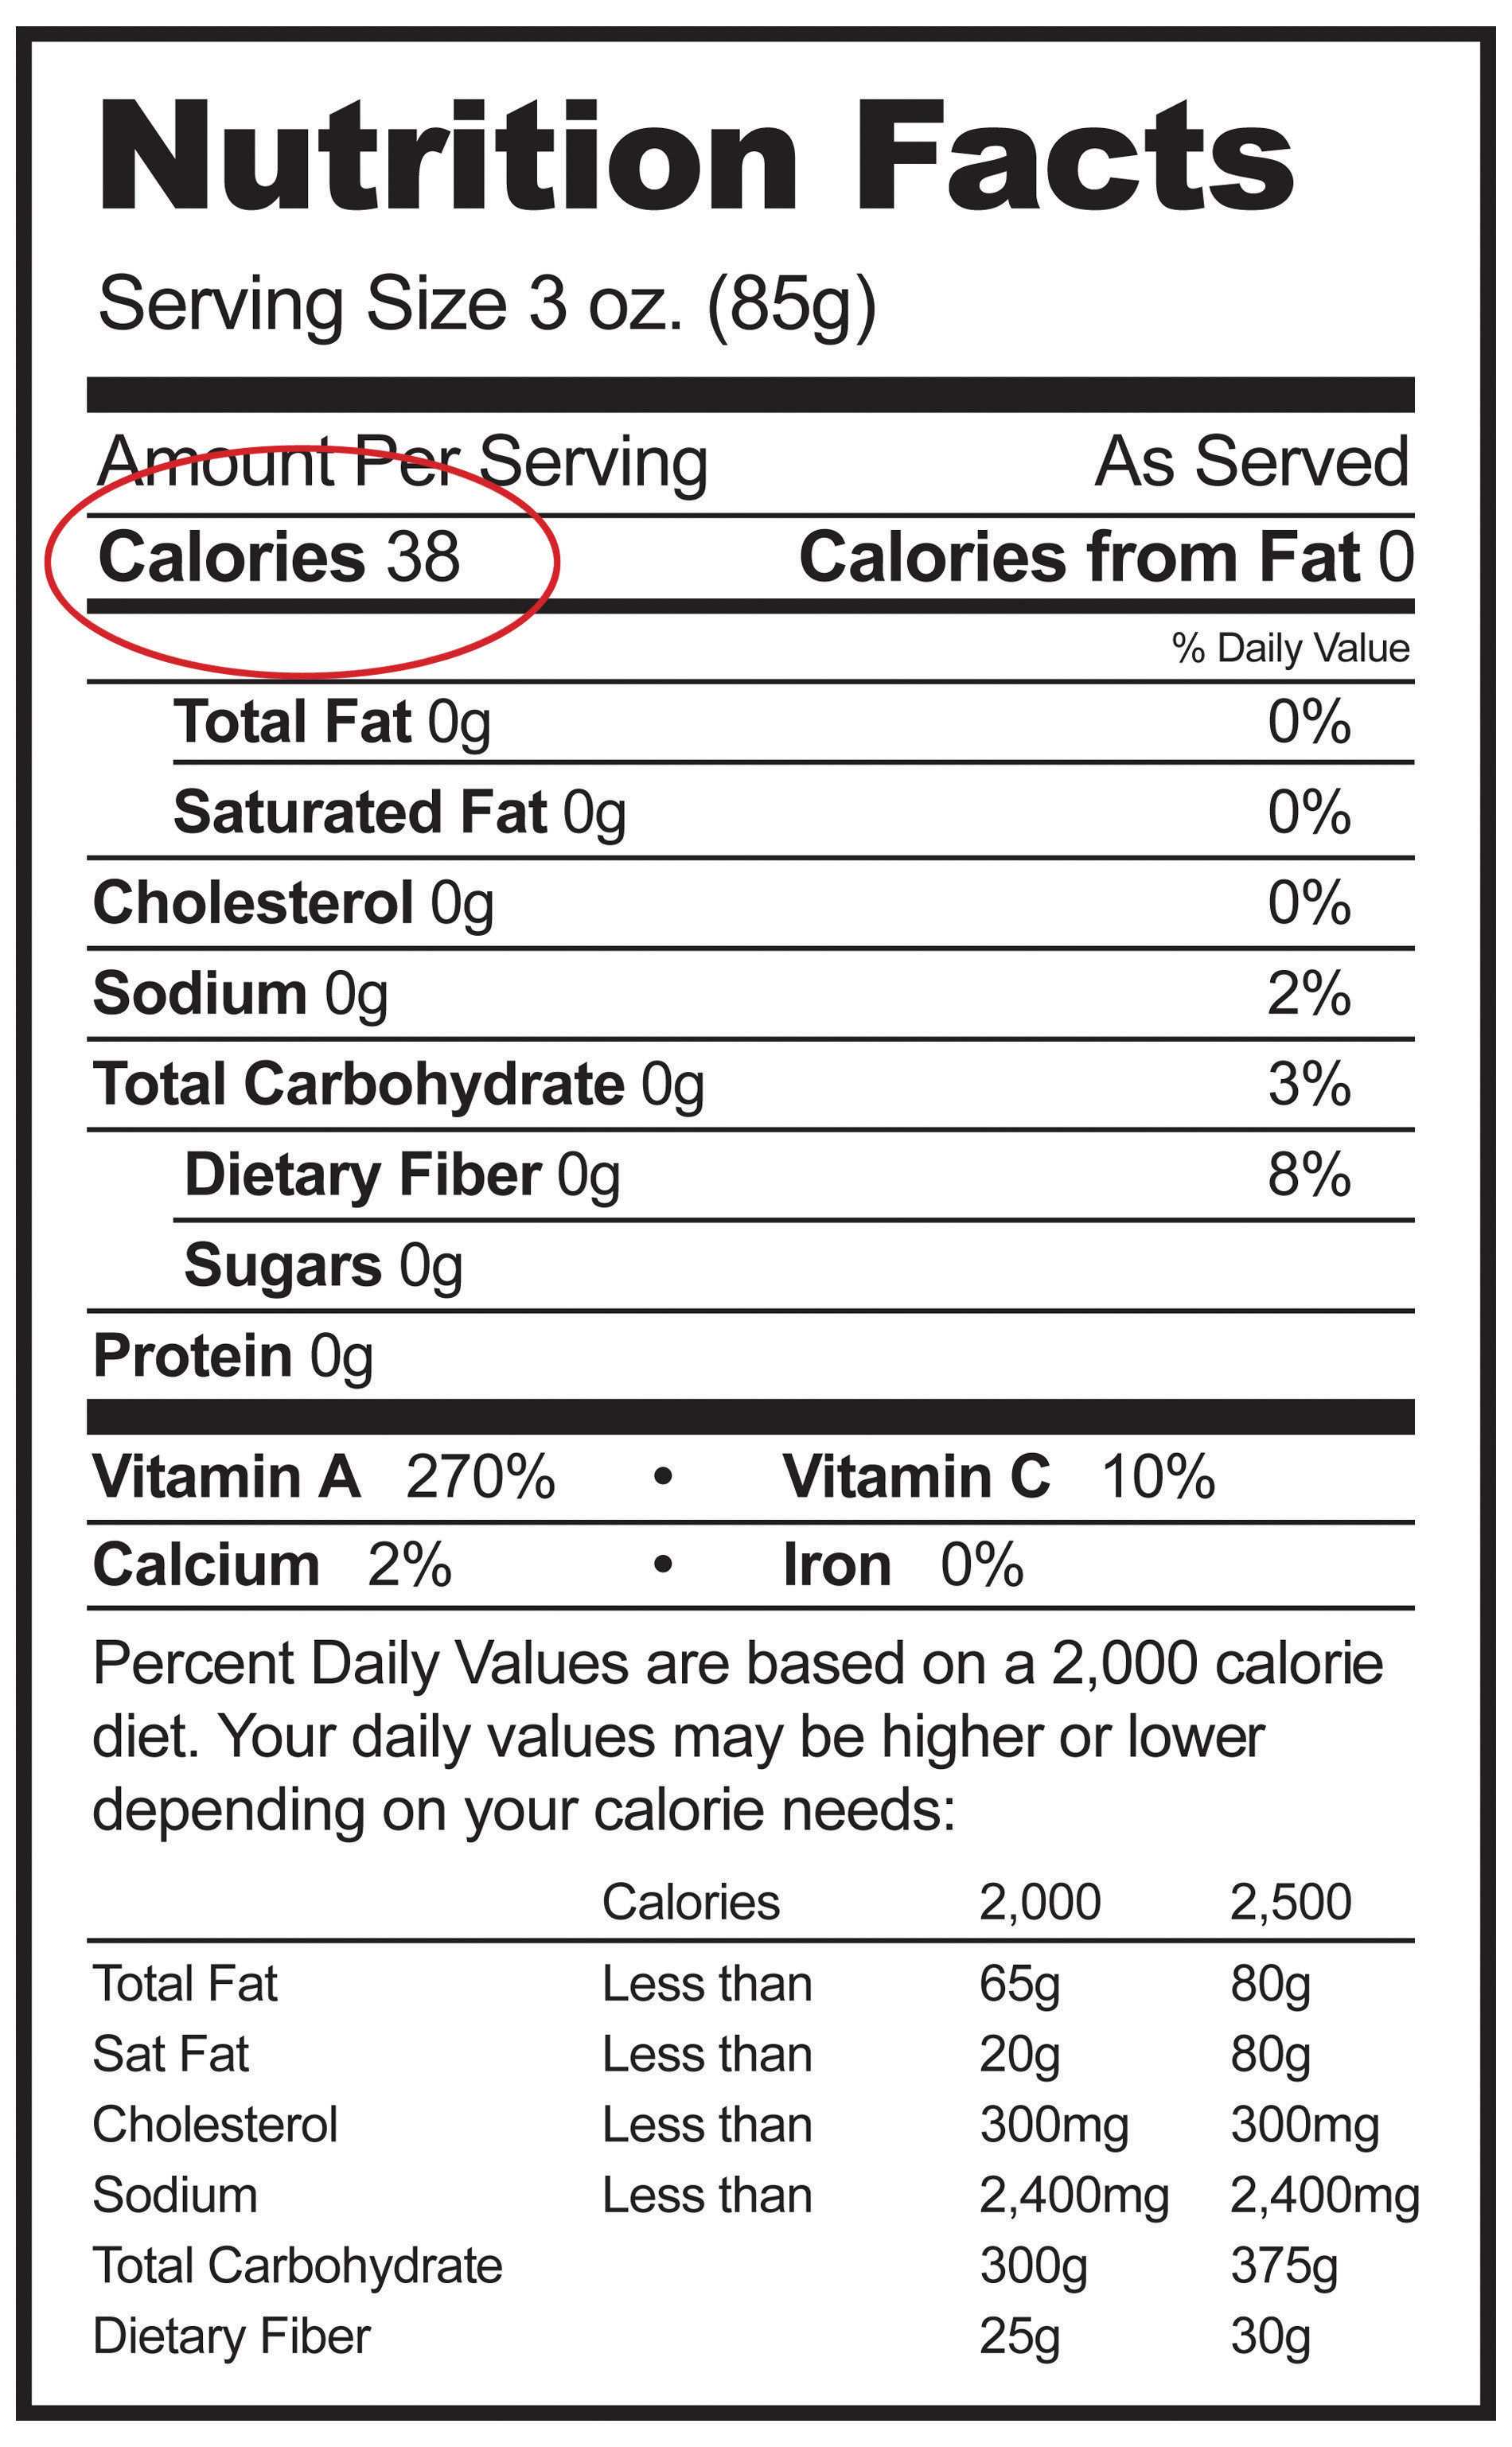 Nutrition Facts
Serving Size 3 oz. (85g)
Amount Per Serving As Served
Calories 38 Calories from Fat 0
% Daily Value
Total Fat 0g 0%
Saturated Fat 0g 0%
Cholesterol 0g 0%
Sodium 0g 2%
Total Carbohydrate 0g 3%
Dietary Fiber 0g 8%
Sugars 0g
Protein 0g
Vitamin A 270% • Vitamin C 10%
Calcium 2% • Iron 0%
Percent Daily Values are based on a 2,000 calorie
diet. Your daily values may be higher or lower
depending on your calorie needs:
Calories 2,000 2,500
Total Fat Less than 65g 80g
Sat Fat Less than 20g 80g
Cholesterol Less than 300mg 300mg
Sodium Less than 2,400mg 2,400mg
Total Carbohydrate 300g 375g
Dietary Fiber 25g 30g